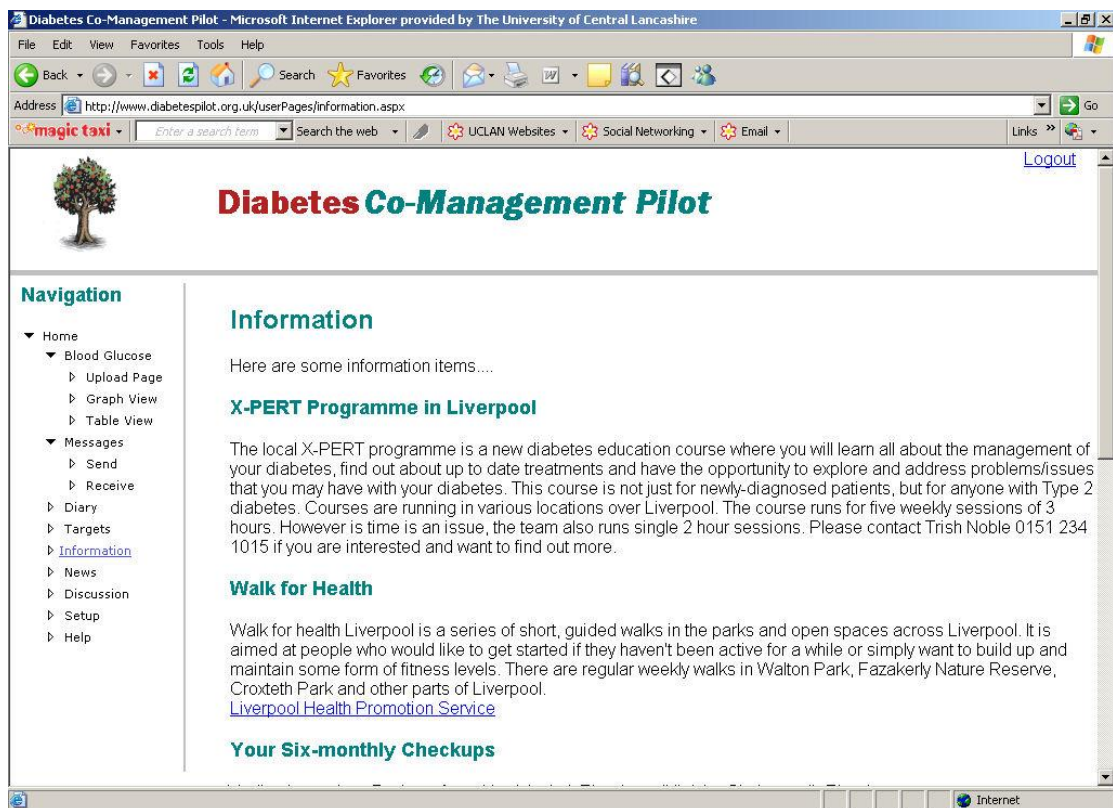 Diabetes Co-Management Pilot - Microsoft Internet Explorer provided by The University of Central Lancashire
File Edit View Favorites Tools Help
Back Search Favorites
Address http://www.diabetespilot.org.uk/userPages/information.aspx Go
magic taxi Enter a search term Search the web UCLAN Websites Social Networking Email Links »
Logout
Diabetes Co-Management Pilot
Navigation
Home
Blood Glucose
Upload Page
Graph View
Table View
Messages
Send
Receive
Diary
Targets
Information
News
Discussion
Setup
Help
Information
Here are some information items....
X-PERT Programme in Liverpool
The local X-PERT programme is a new diabetes education course where you will learn all about the management of
your diabetes, find out about up to date treatments and have the opportunity to explore and address problems/issues
that you may have with your diabetes. This course is not just for newly-diagnosed patients, but for anyone with Type 2
diabetes. Courses are running in various locations over Liverpool. The course runs for five weekly sessions of 3
hours. However is time is an issue, the team also runs single 2 hour sessions. Please contact Trish Noble 0151 234
1015 if you are interested and want to find out more.
Walk for Health
Walk for health Liverpool is a series of short, guided walks in the parks and open spaces across Liverpool. It is
aimed at people who would like to get started if they haven't been active for a while or simply want to build up and
maintain some form of fitness levels. There are regular weekly walks in Walton Park, Fazakerly Nature Reserve,
Croxteth Park and other parts of Liverpool.
Liverpool Health Promotion Service
Your Six-monthly Checkups
Internet